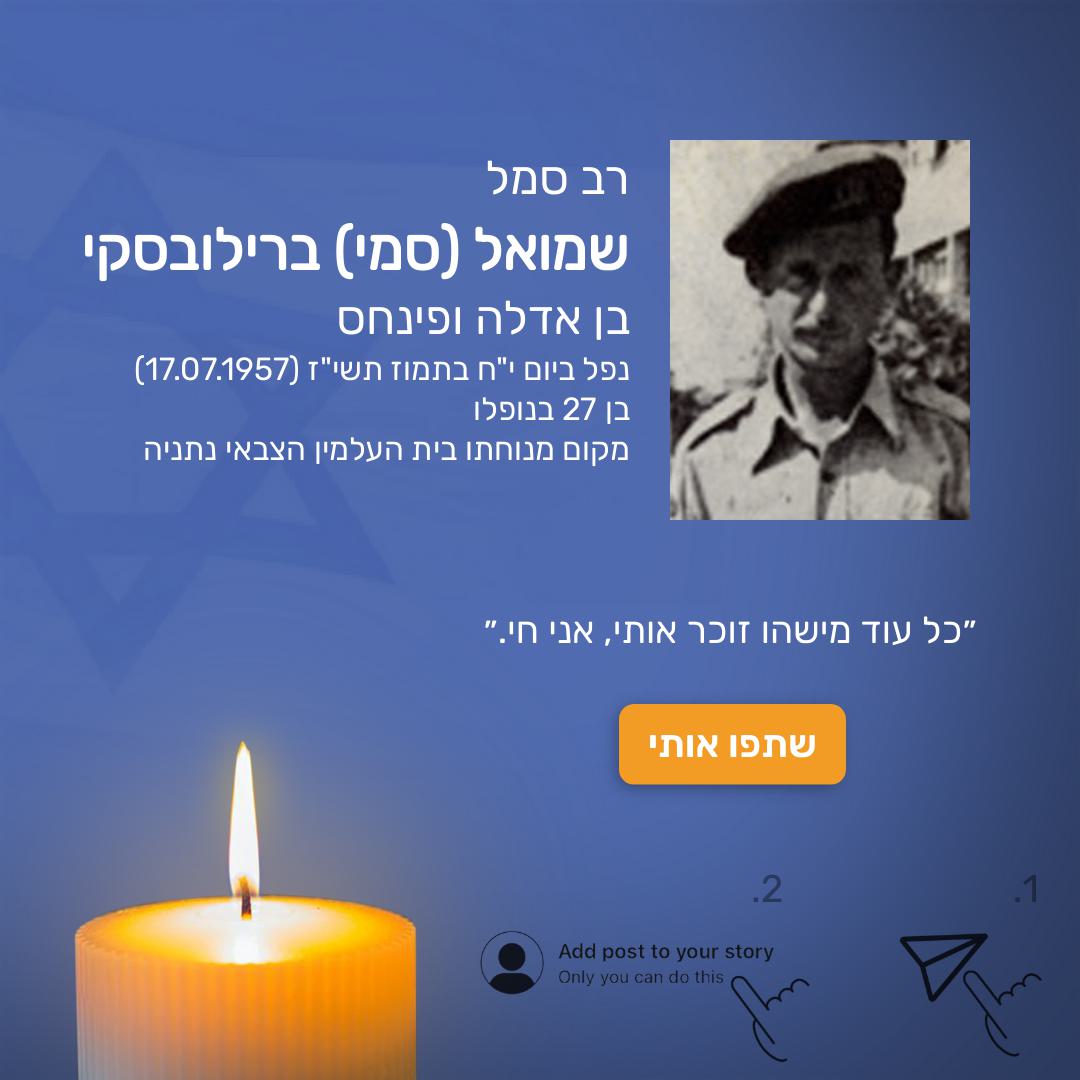 רב סמל
שמואל (סמי) ברילובסקי
בן אדלה ופינחס
נפל ביום י"ח בתמוז תשי"ז (17.07.1957)
בן 27 בנופלו
מקום מנוחתו בית העלמין הצבאי נתניה
״כל עוד מישהו זוכר אותי, אני חי.״
שתפו אותי
1.
2.
Add post to your story
Only you can do this